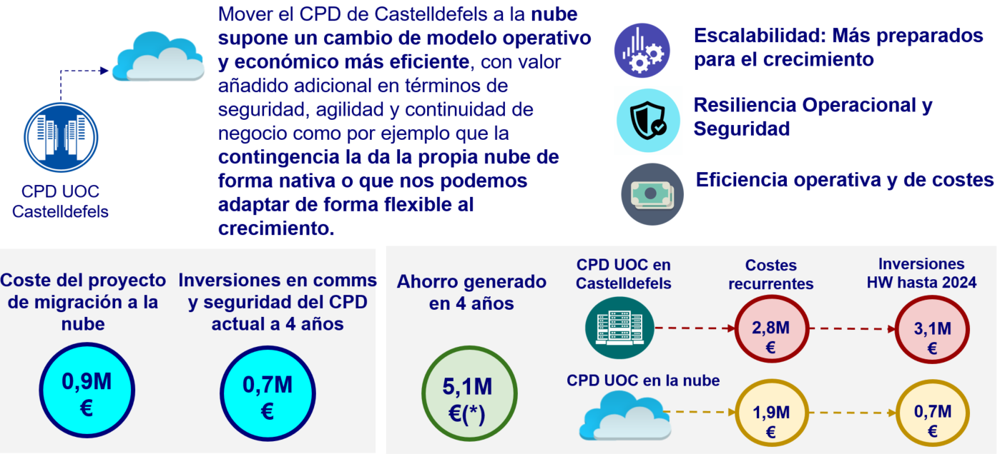 Mover el CPD de Castelldefels a la nube
supone un cambio de modelo operativo
y económico más eficiente, con valor
añadido adicional en términos de
seguridad, agilidad y continuidad de
negocio como por ejemplo que la
contingencia la da la propia nube de
forma nativa o que nos podemos
adaptar de forma flexible al
crecimiento.
CPD UOC
Castelldefels
Escalabilidad: Más preparados
para el crecimiento
Resiliencia Operacional y
Seguridad
Eficiencia operativa y de costes
Coste del proyecto
de migración a la
nube
0,9M
€
Inversiones en comms
y seguridad del CPD
actual a 4 años
0,7M
€
Ahorro generado
en 4 años
5,1M
€(*)
CPD UOC en
Castelldefels
Costes
recurrentes
Inversiones
HW hasta 2024
2,8M
€
3,1M
€
CPD UOC en la nube
1,9M
€
0,7M
€